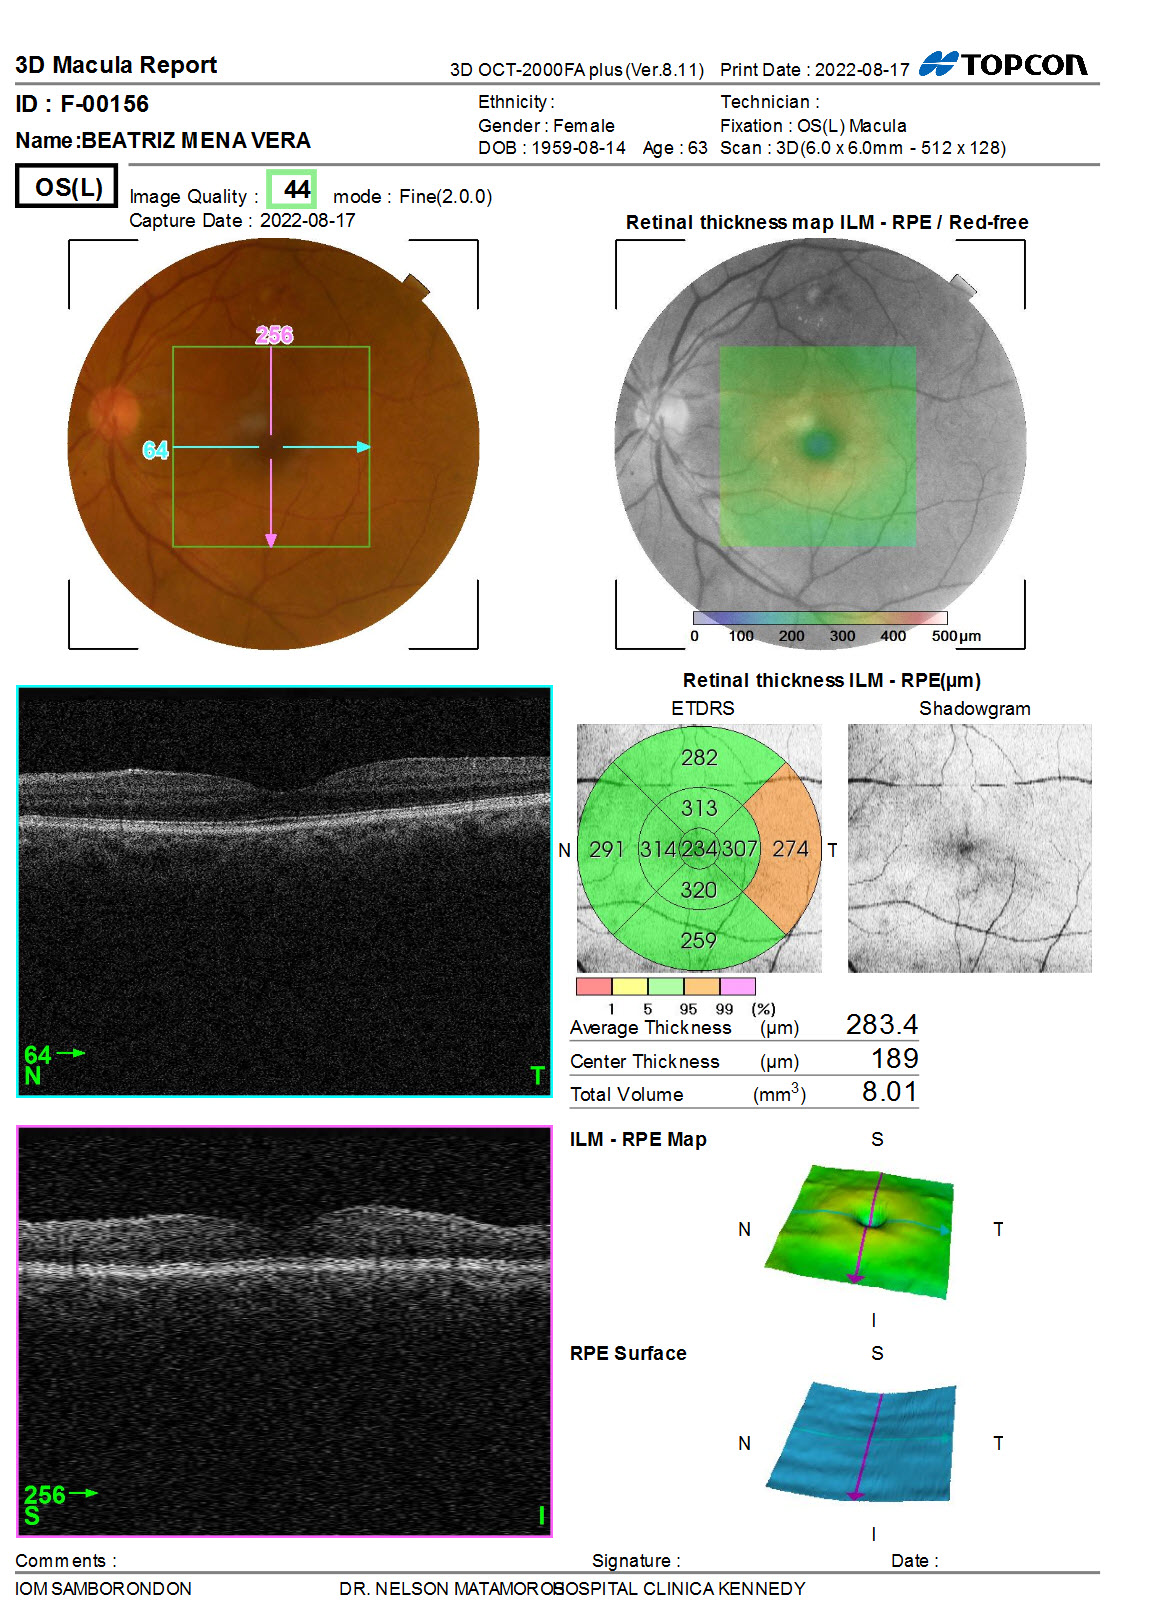 3D Macula Report
3D OCT-2000FA plus(Ver.8.11) Print Date : 2022-08-17 TOPCON
ID : F-00156
Ethnicity :
Technician :
Name:BEATRIZ MENA VERA
Gender : Female
Fixation : OS(L) Macula
DOB : 1959-08-14 Age : 63 Scan : 3D(6.0 x 6.0mm - 512 x 128)
OS(L)
Image Quality : 44 mode : Fine(2.0.0)
Capture Date : 2022-08-17
Retinal thickness map ILM - RPE / Red-free
256
64
0 100 200 300 400 500μm
Retinal thickness ILM - RPE(μm)
ETDRS
Shadowgram
282
313
N 291 314 234 307 274 T
320
259
1 5 95 99 (%)
Average Thickness (μm) 283.4
Center Thickness (μm) 189
Total Volume (mm³) 8.01
64
N T
ILM - RPE Map
S
N T
I
RPE Surface
S
N T
I
256
S I
Comments :
Signature :
Date :
IOM SAMBORONDON
DR. NELSON MATAMOROS
HOSPITAL CLINICA KENNEDY